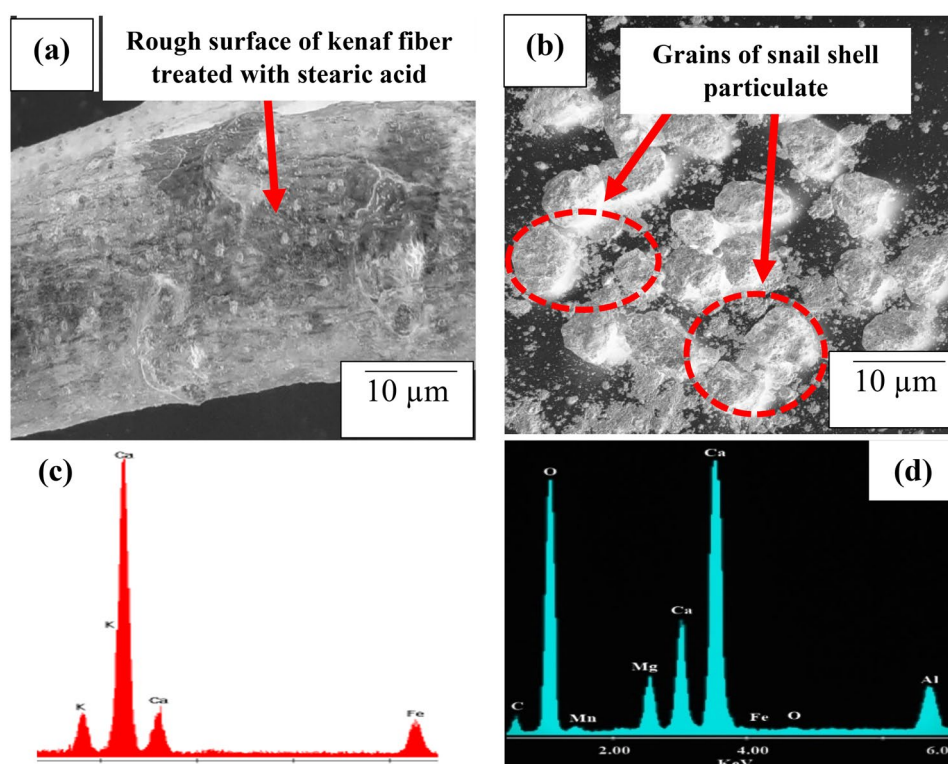 (a)
Rough surface of kenaf fiber
treated with stearic acid
10 μm
(b)
Grains of snail shell
particulate
10 μm
(c)
Ca
K
K
Ca
Fe
(d)
O
Ca
Ca
Mg
C
Mn
Fe
O
Al
2.00
4.00
6.0
KeV